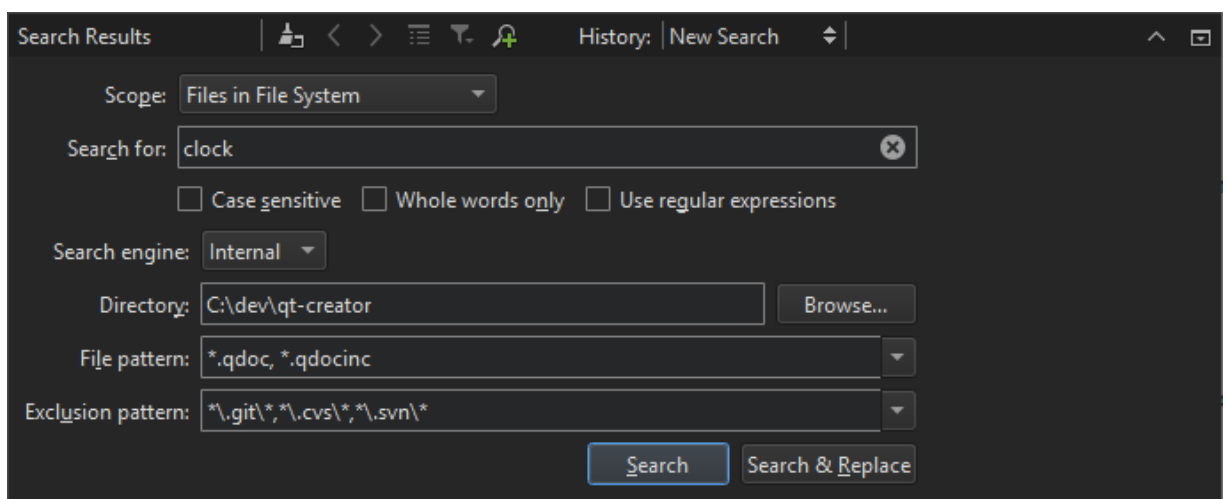 Search Results History: New Search
Scope: Files in File System
Search for: clock
Case sensitive Whole words only Use regular expressions
Search engine: Internal
Directory: C:\dev\qt-creator Browse...
File pattern: *.qdoc, *.qdocinc
Exclusion pattern: *\.git\*,*\.cvs\*,*\.svn\*
Search Search & Replace